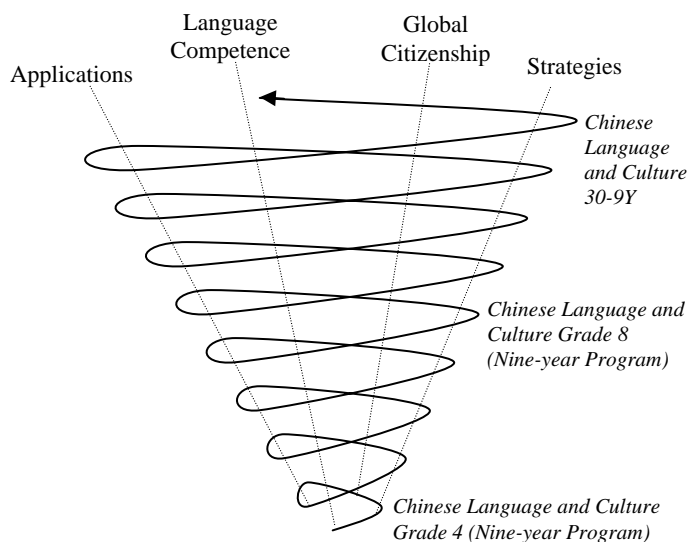 Applications
Language
Competence
Global
Citizenship
Strategies
Chinese
Language
and Culture
30-9Y
Chinese Language and
Culture Grade 8
(Nine-year Program)
Chinese Language and Culture
Grade 4 (Nine-year Program)